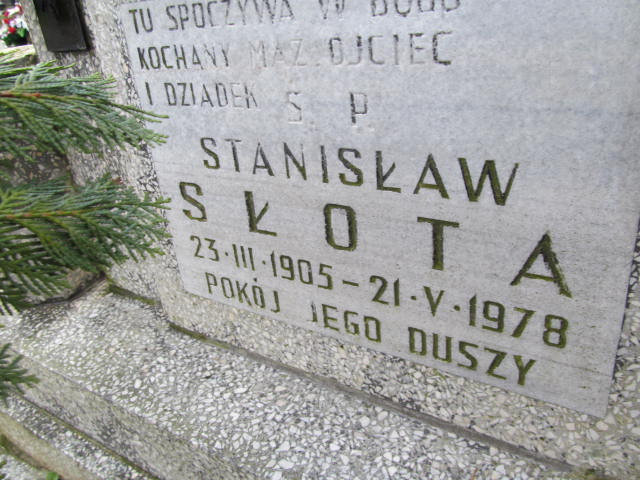 TU SPOCZYWA W BOGU
KOCHANY MĄŻ, OJCIEC
I DZIADEK Ś P
STANISŁAW
SŁOTA
23·III·1905–21·V·1978
POKÓJ JEGO DUSZY